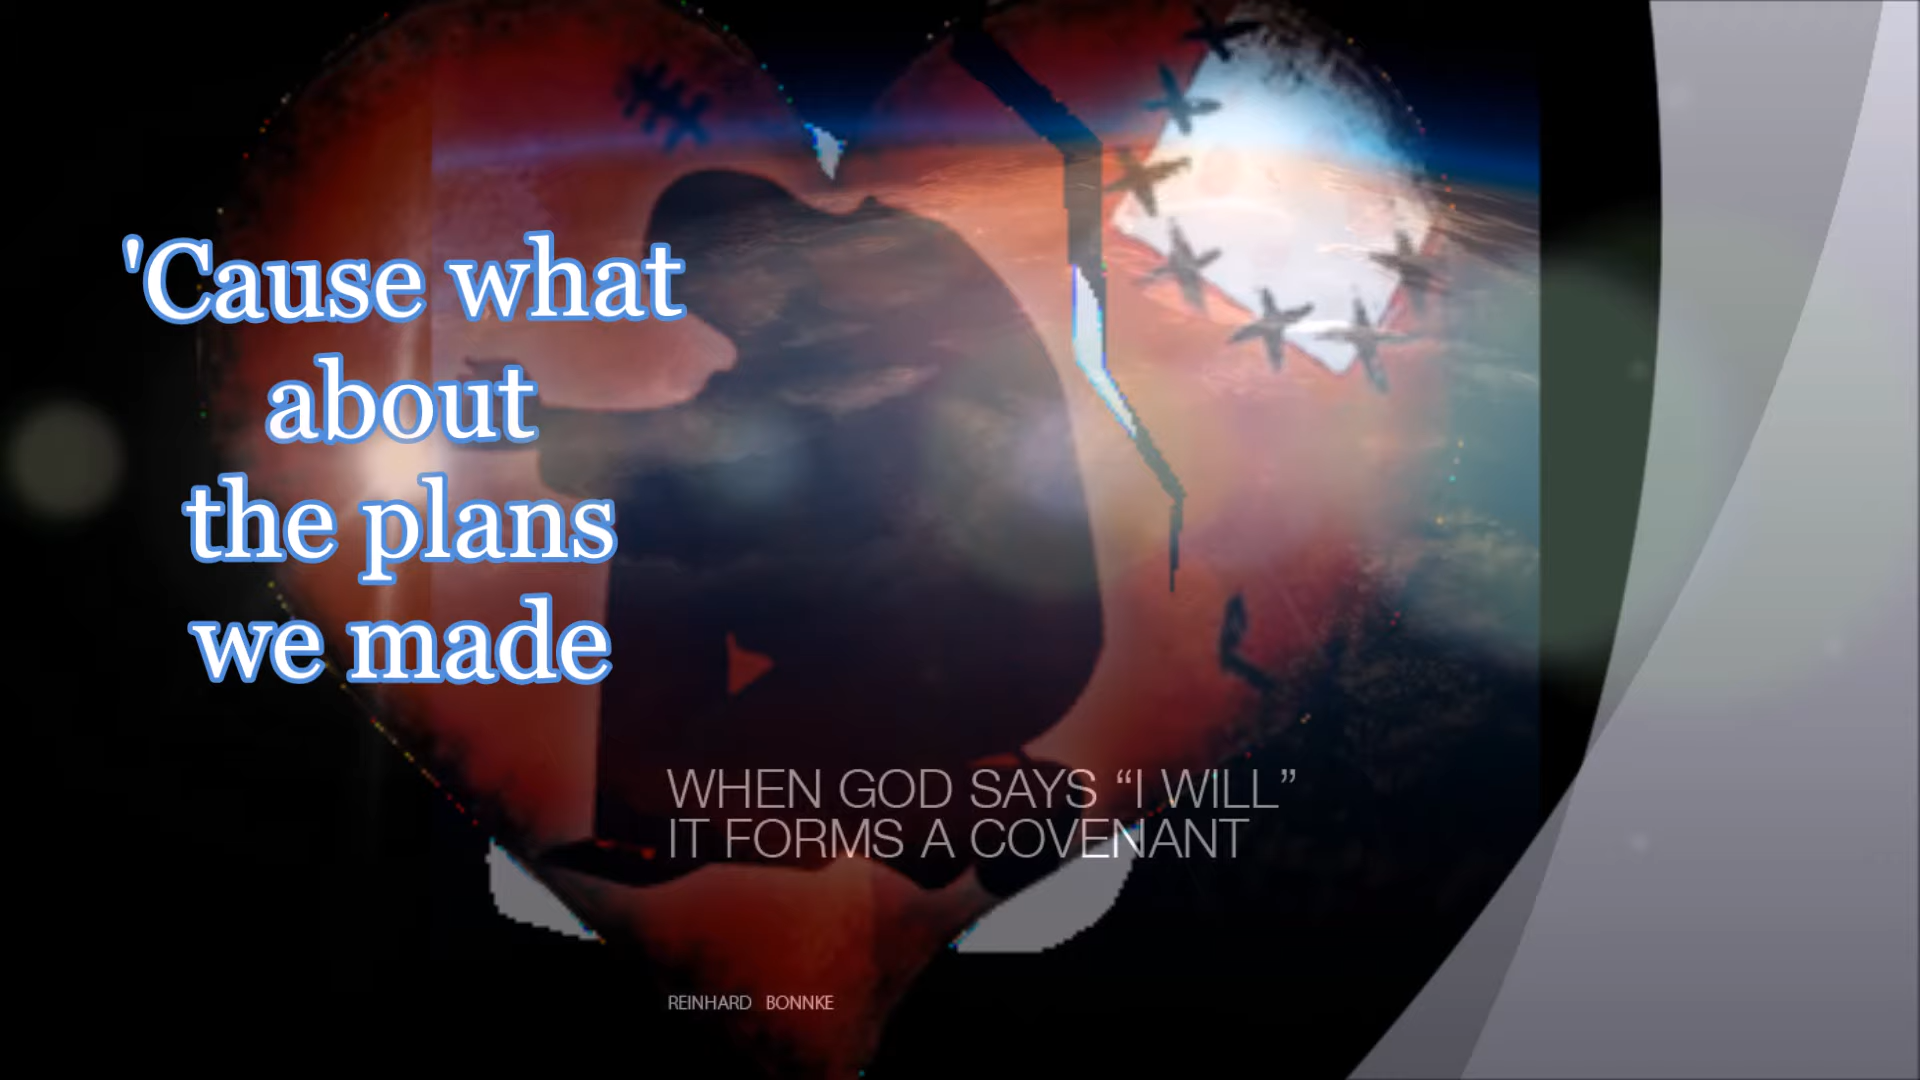 'Cause what
about
the plans
we made
WHEN GOD SAYS “I WILL”
IT FORMS A COVENANT
REINHARD BONNKE